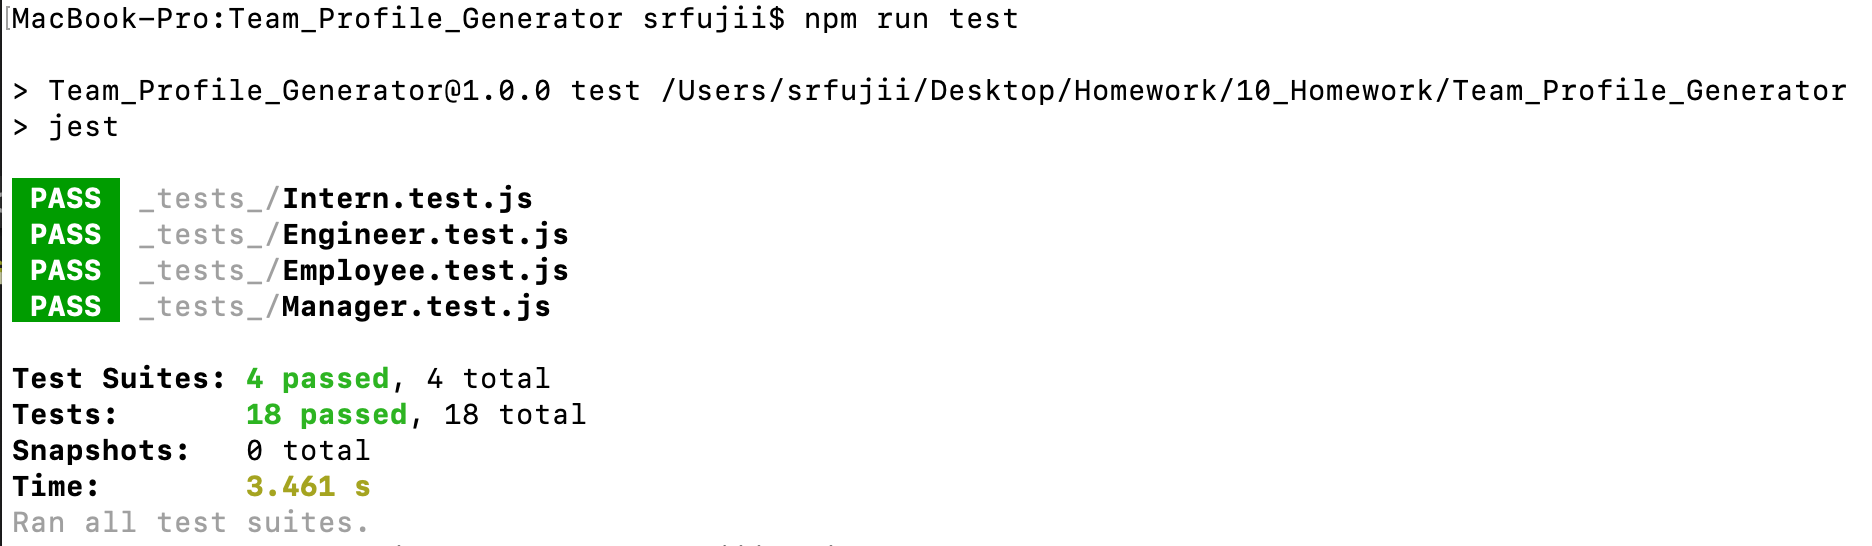 MacBook-Pro:Team_Profile_Generator srfujii$ npm run test
> Team_Profile_Generator@1.0.0 test /Users/srfujii/Desktop/Homework/10_Homework/Team_Profile_Generator
> jest
PASS _tests_/Intern.test.js
PASS _tests_/Engineer.test.js
PASS _tests_/Employee.test.js
PASS _tests_/Manager.test.js
Test Suites: 4 passed, 4 total
Tests: 18 passed, 18 total
Snapshots: 0 total
Time: 3.461 s
Ran all test suites.